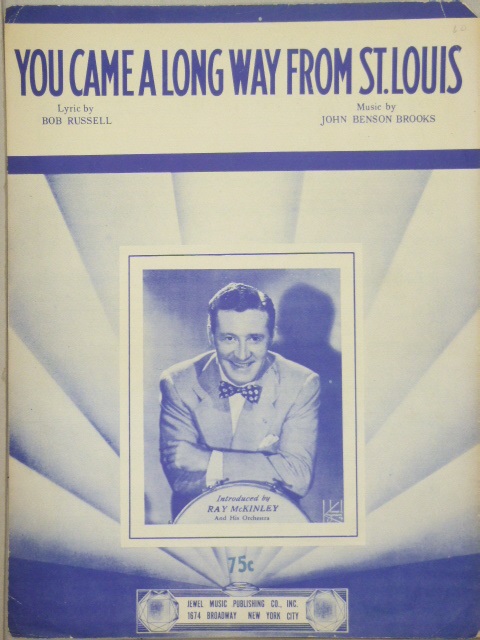 YOU CAME A LONG WAY FROM ST. LOUIS
Lyric by
BOB RUSSELL
Music by
JOHN BENSON BROOKS
Introduced by
RAY McKINLEY
And His Orchestra
75c
JEWEL MUSIC PUBLISHING CO., INC.
1674 BROADWAY NEW YORK CITY